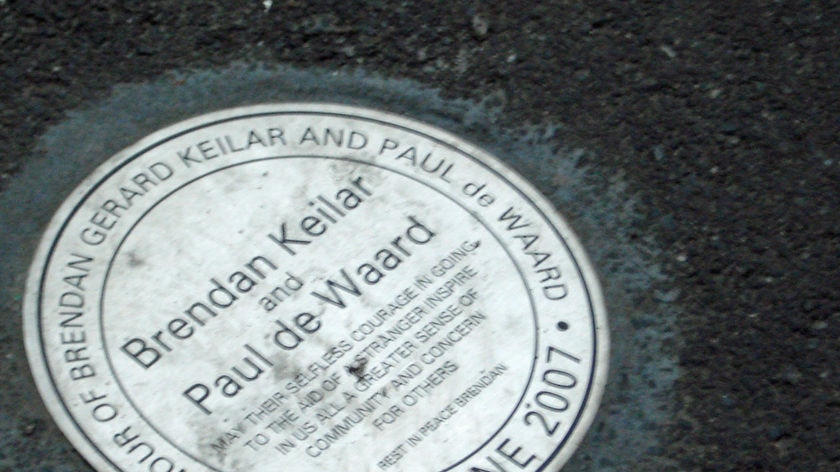 OUR OF BRENDAN GERARD KEILAR AND PAUL de WAARD •
NE 2007
Brendan Keilar
and
Paul de Waard
MAY THEIR SELFLESS COURAGE IN GOING
TO THE AID OF A STRANGER INSPIRE
IN US ALL A GREATER SENSE OF
COMMUNITY AND CONCERN
FOR OTHERS
REST IN PEACE BRENDAN